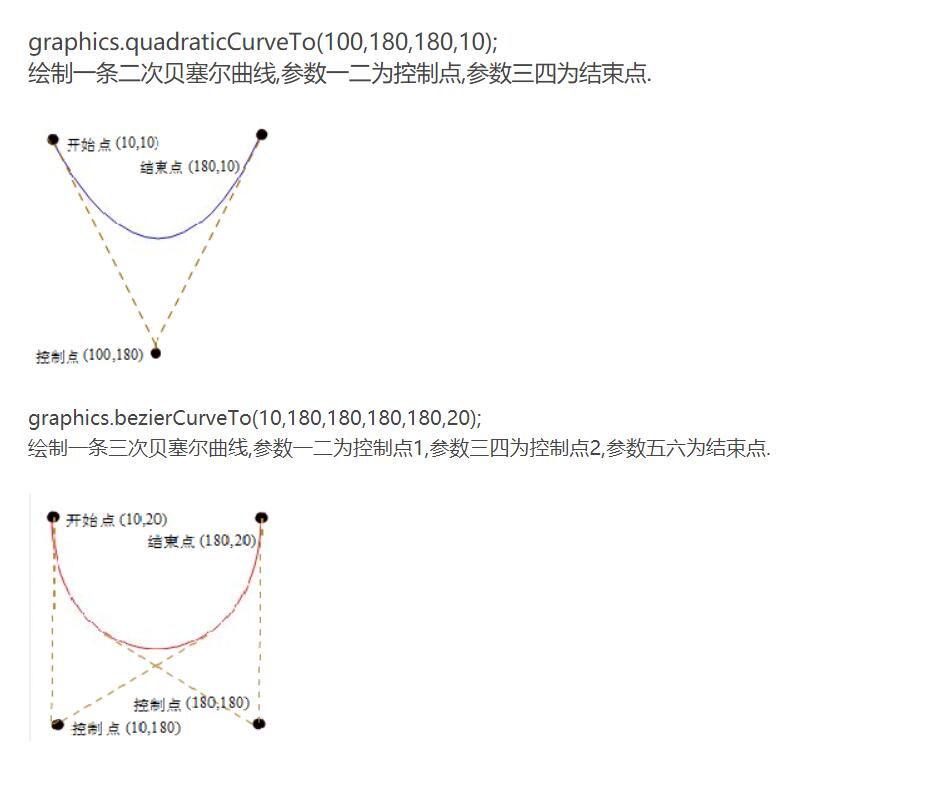 graphics.quadraticCurveTo(100,180,180,10);
绘制一条二次贝塞尔曲线,参数一二为控制点,参数三四为结束点.
开始点 (10,10)
结束点 (180,10)
控制点 (100,180)
graphics.bezierCurveTo(10,180,180,180,180,20);
绘制一条三次贝塞尔曲线,参数一二为控制点1,参数三四为控制点2,参数五六为结束点.
开始点 (10,20)
结束点 (180,20)
控制点 (180,180)
控制点 (10,180)